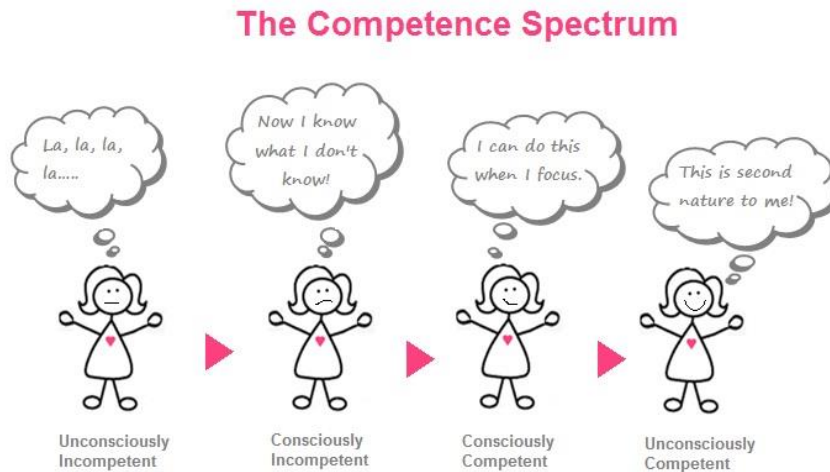 The Competence Spectrum
La, la, la,
la.....
Now I know
what I don't
know!
I can do this
when I focus.
This is second
nature to me!
Unconsciously
Incompetent
Consciously
Incompetent
Consciously
Competent
Unconsciously
Competent